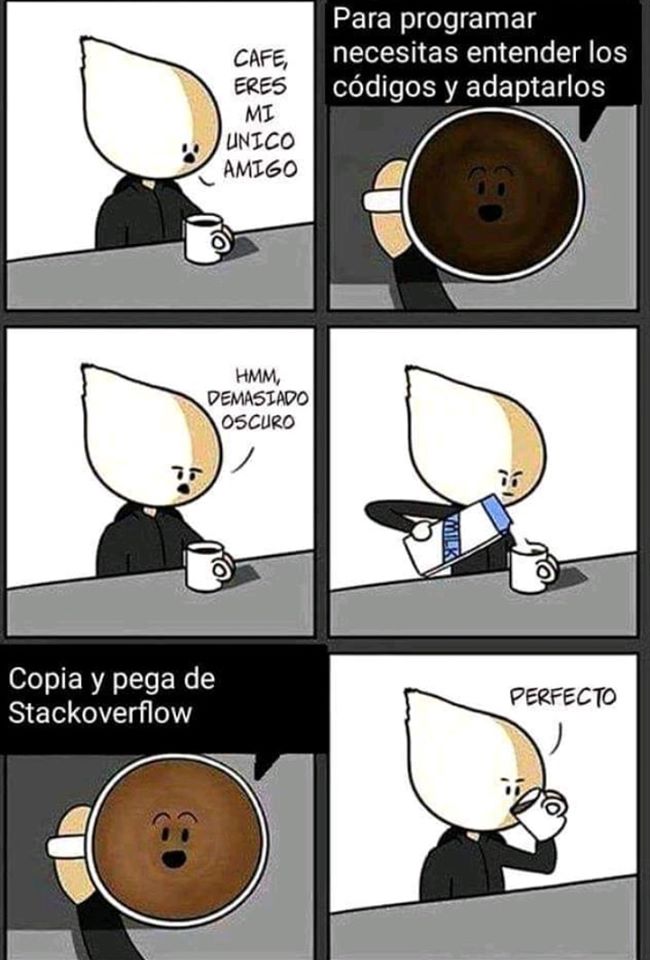 CAFE,
ERES
MI
UNICO
AMIGO
Para programar
necesitas entender los
códigos y adaptarlos
HMM,
DEMASIADO
OSCURO
MILK
Copia y pega de
Stackoverflow
PERFECTO